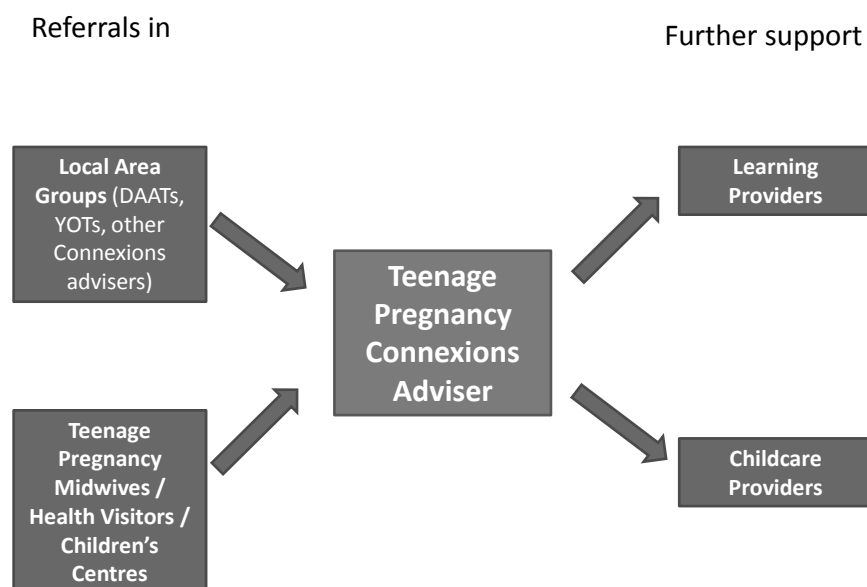 Referrals in
Further support
Local Area
Groups (DAATs,
YOTs, other
Connexions
advisers)
Teenage
Pregnancy
Midwives /
Health Visitors /
Children’s
Centres
Teenage
Pregnancy
Connexions
Adviser
Learning
Providers
Childcare
Providers